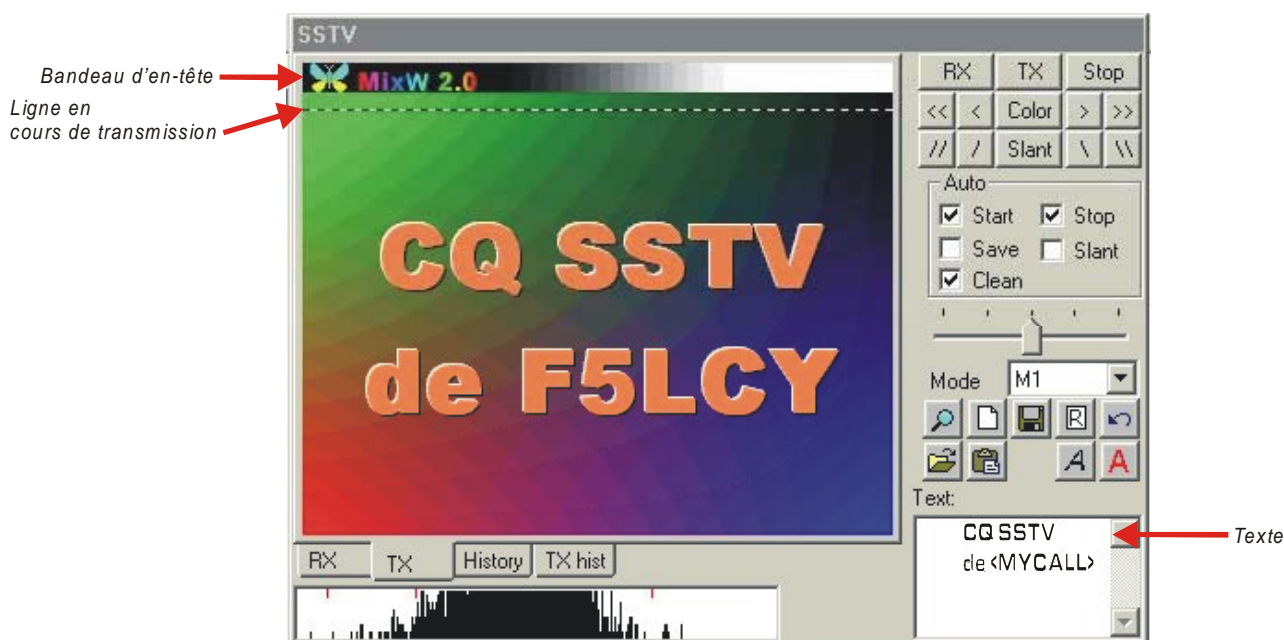 SSTV
Bandeau d'en-tête
Ligne en
cours de transmission
MixW 2.0
CQ SSTV
de F5LCY
RX TX Stop
<< < Color > >>
// / Slant \ \\
Auto
Start Stop
Save Slant
Clean
Mode M1
R
A A
Text:
CQ SSTV
de <MYCALL>
Texte
RX TX History TX hist